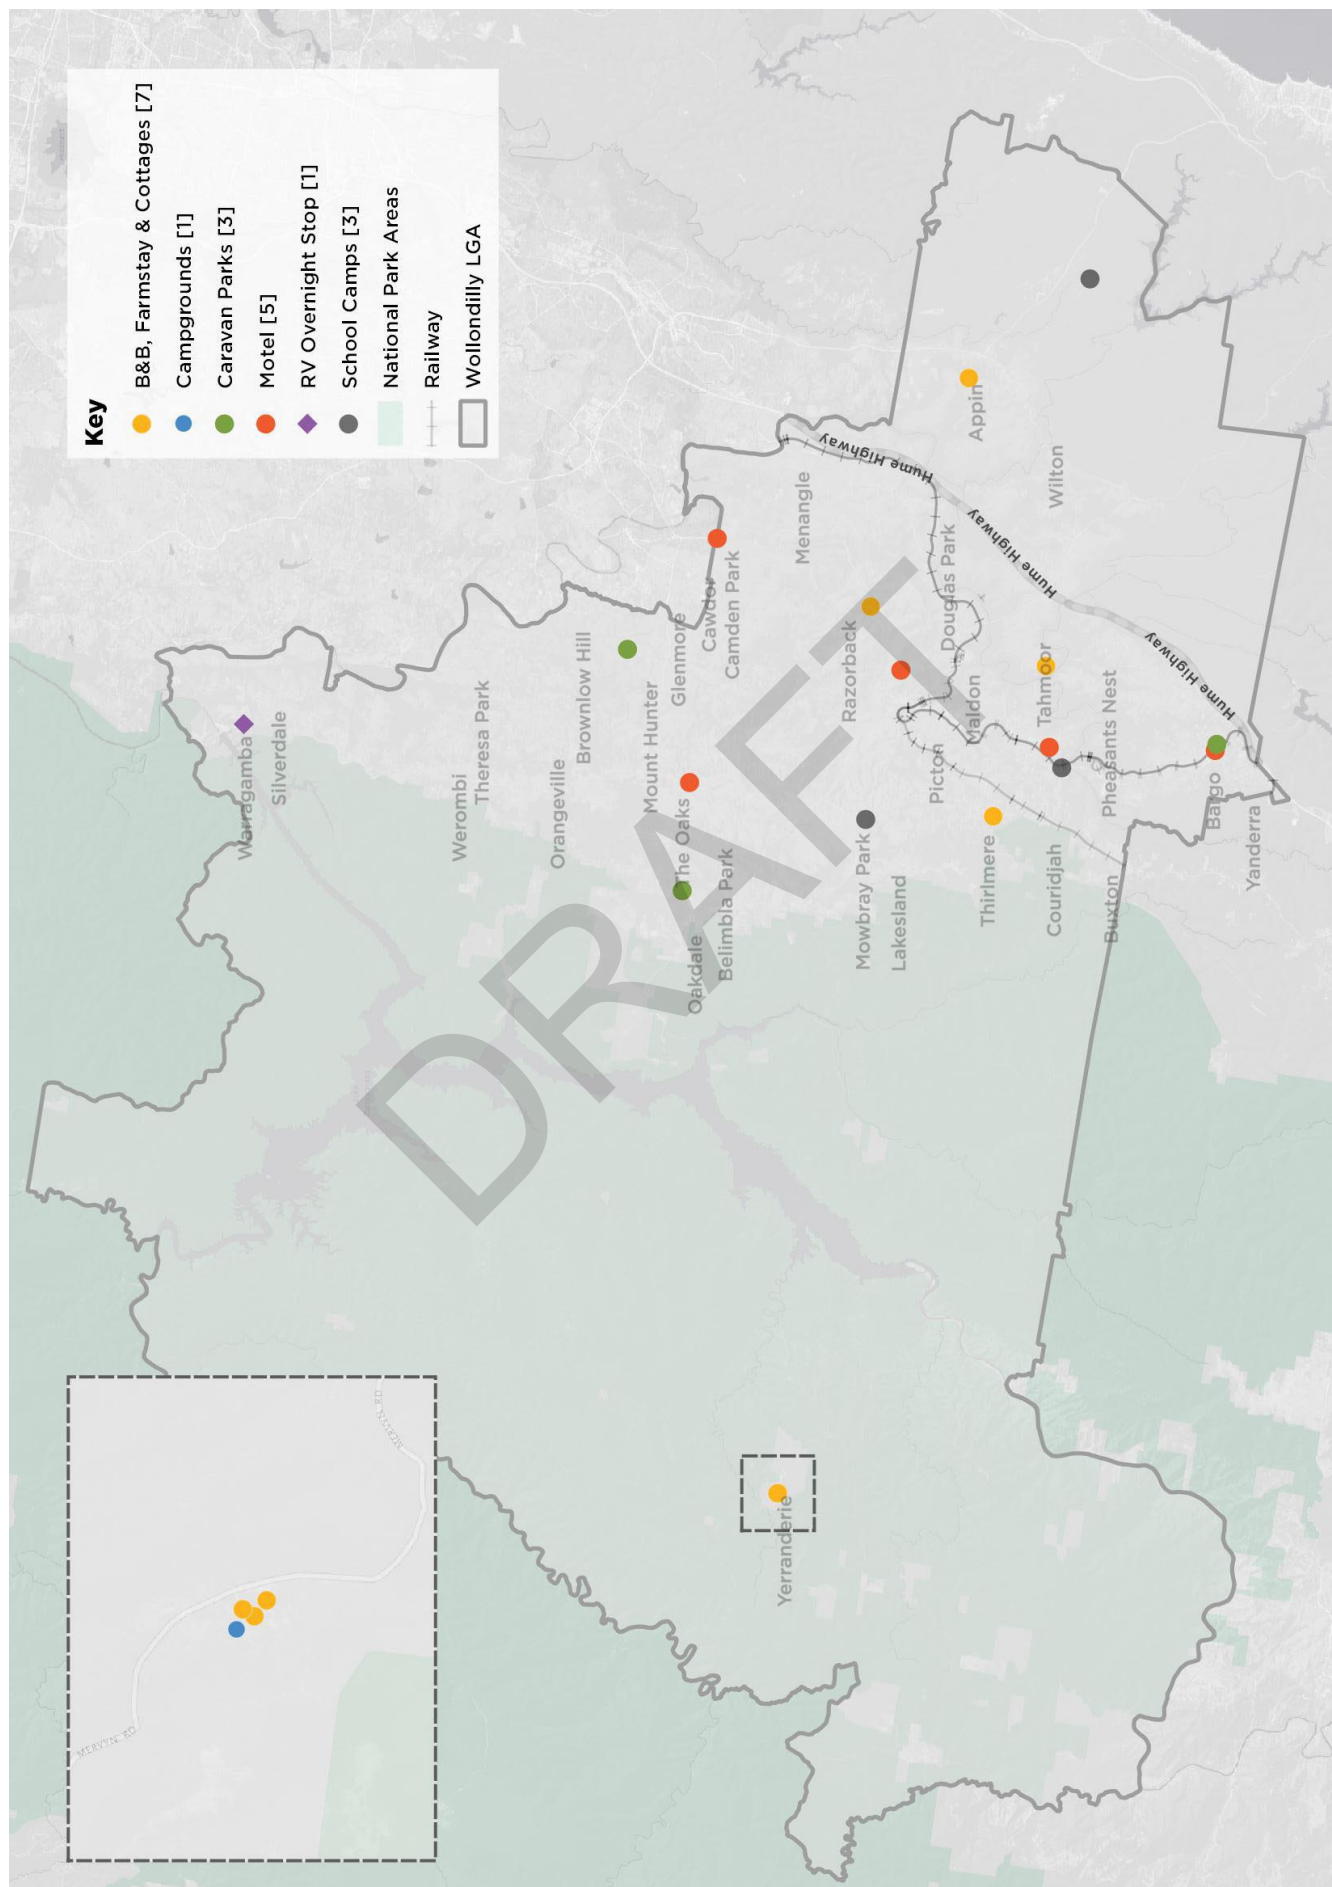 Key
B&B, Farmstay & Cottages [7]
Campgrounds [1]
Caravan Parks [3]
Motel [5]
RV Overnight Stop [1]
School Camps [3]
National Park Areas
Railway
Wollondilly LGA
Warragamba
Silverdale
Werombi
Theresa Park
Orangeville
Brownlow Hill
Mount Hunter
Glenmore
The Oaks
Oakdale
Belimbla Park
Cawdor
Camden Park
Menangle
Razorback
Mowbray Park
Lakesland
Picton
Maldon
Douglas Park
Appin
Wilton
Thirlmere
Tahmoor
Couridjah
Pheasants Nest
Buxton
Bargo
Yanderra
Yerranderie
Hume Highway
Hume Highway
Hume Highway
MERVYN RD
MERVYN RD
DRAFT